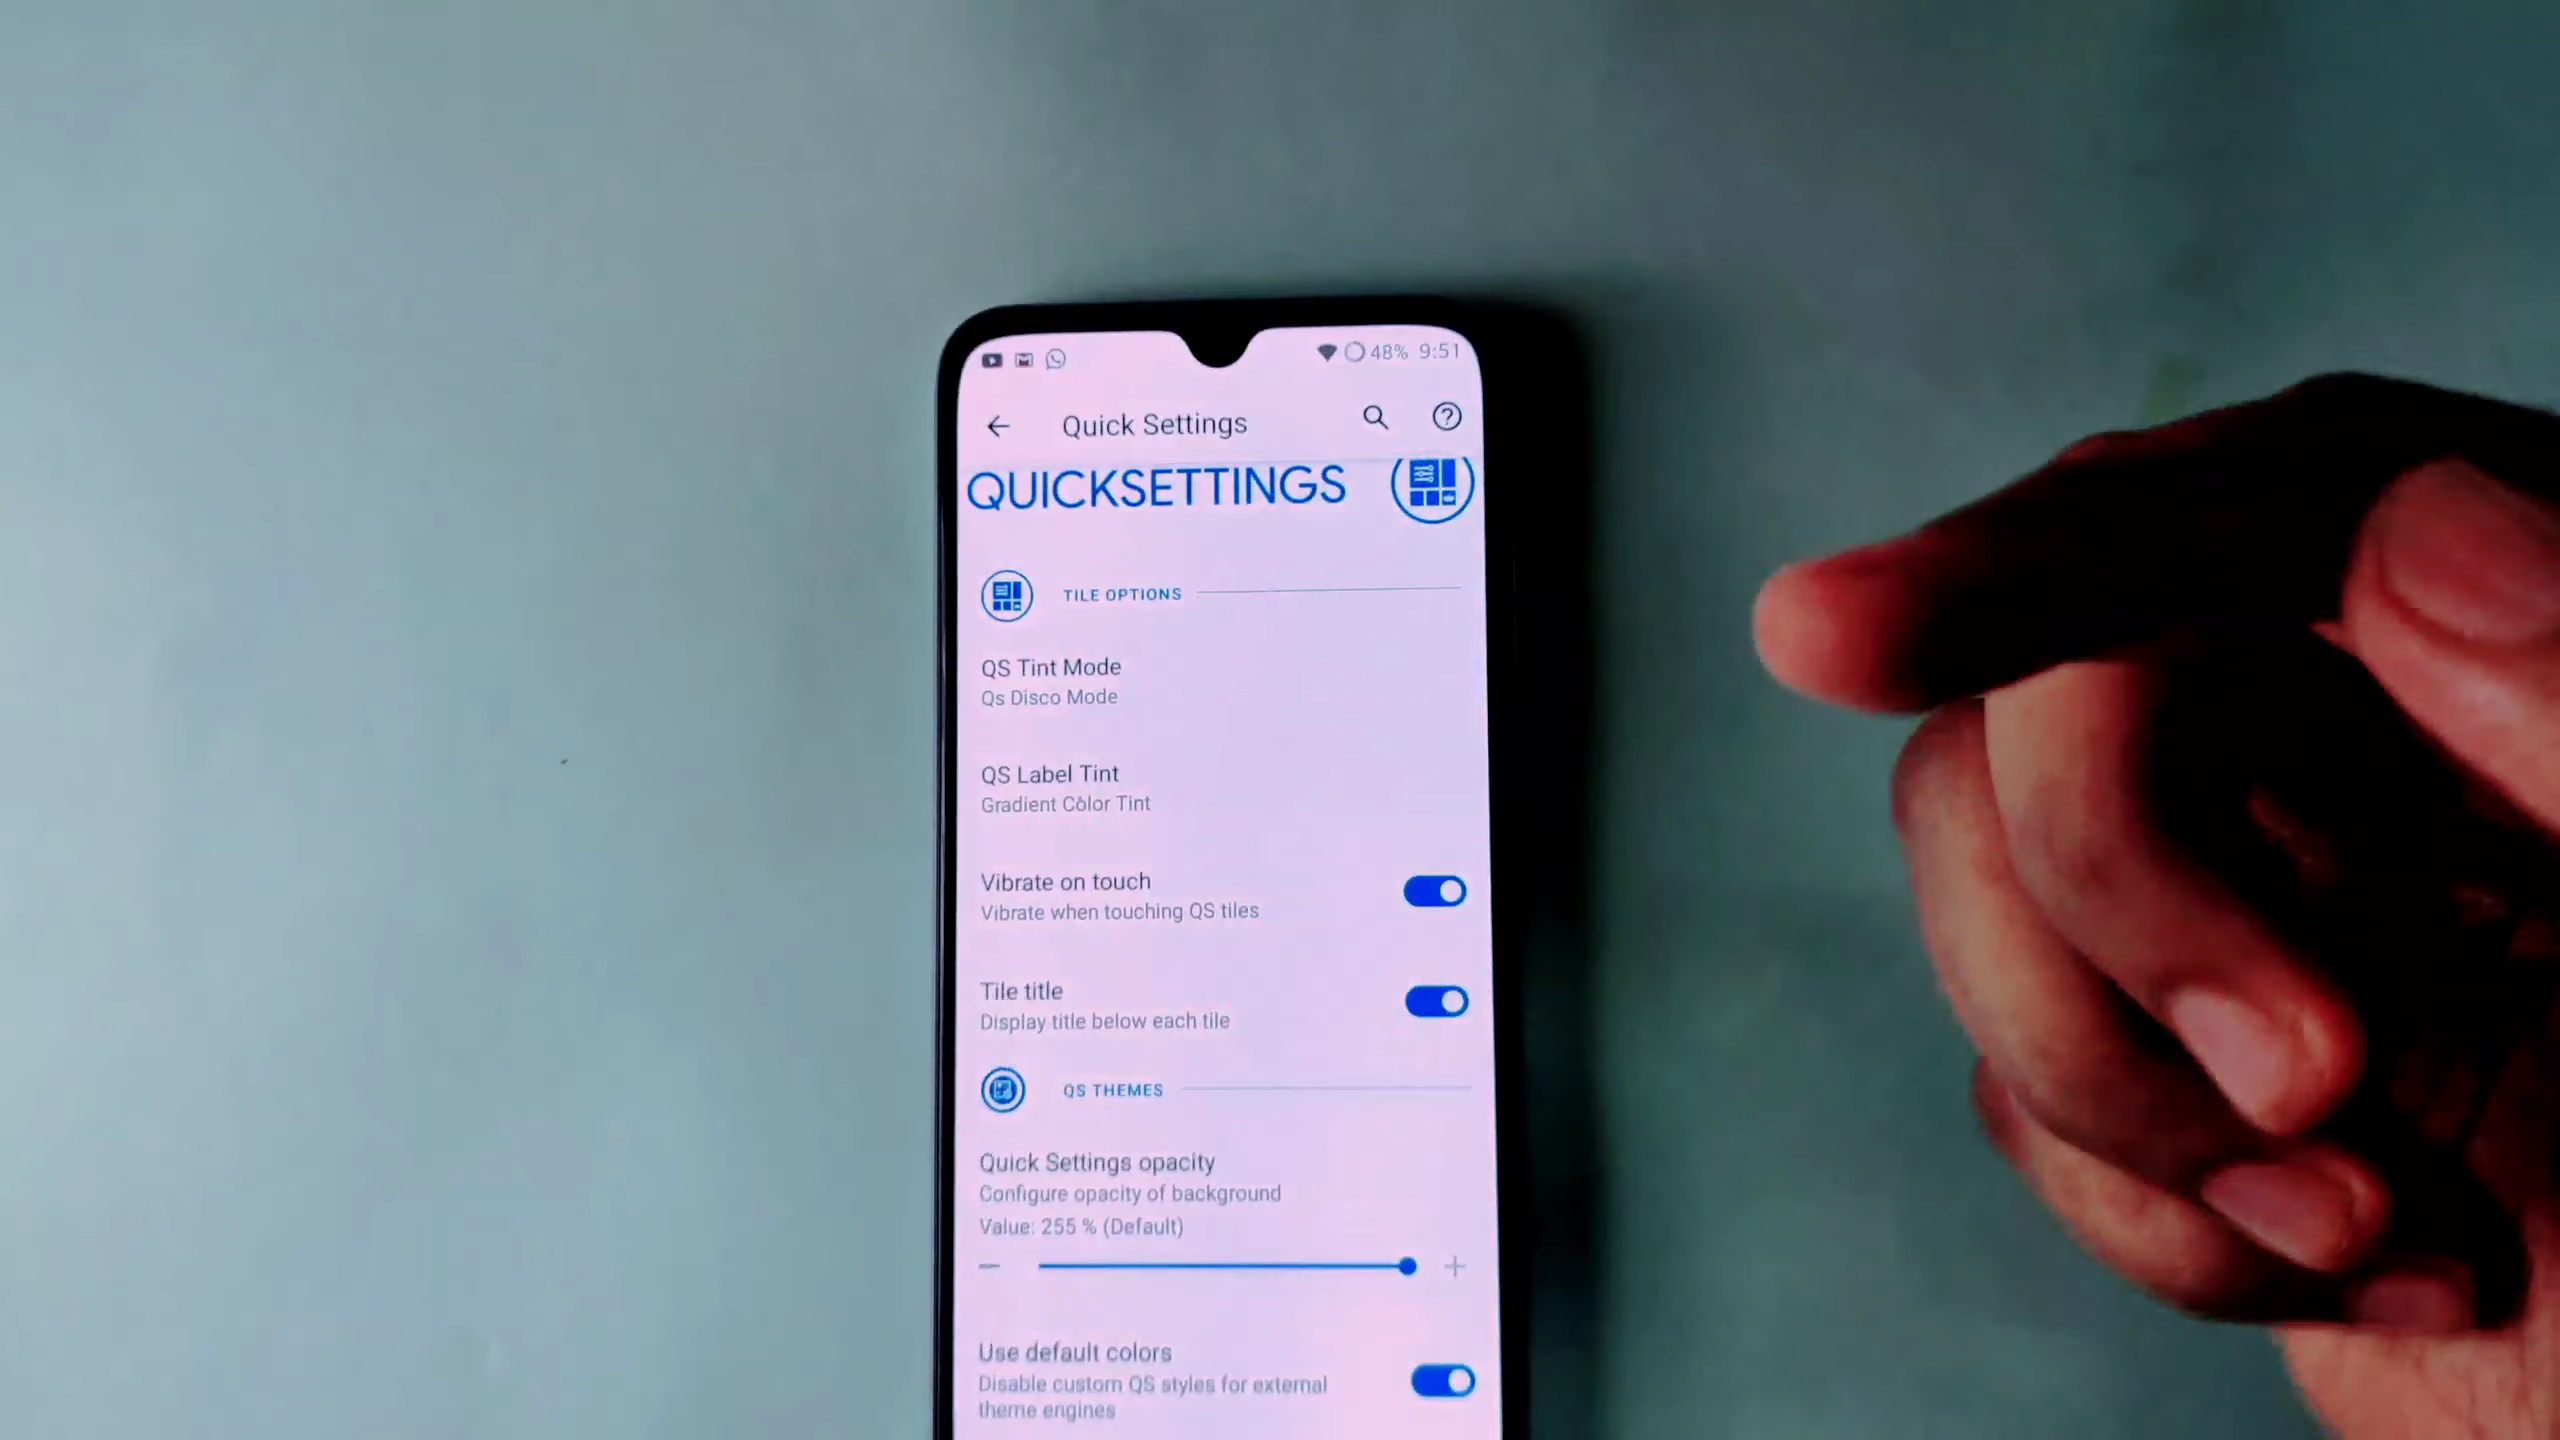 48% 9:51
Quick Settings
QUICKSETTINGS
TILE OPTIONS
QS Tint Mode
Qs Disco Mode
QS Label Tint
Gradient Color Tint
Vibrate on touch
Vibrate when touching QS tiles
Tile title
Display title below each tile
QS THEMES
Quick Settings opacity
Configure opacity of background
Value: 255 % (Default)
Use default colors
Disable custom QS styles for external
theme engines